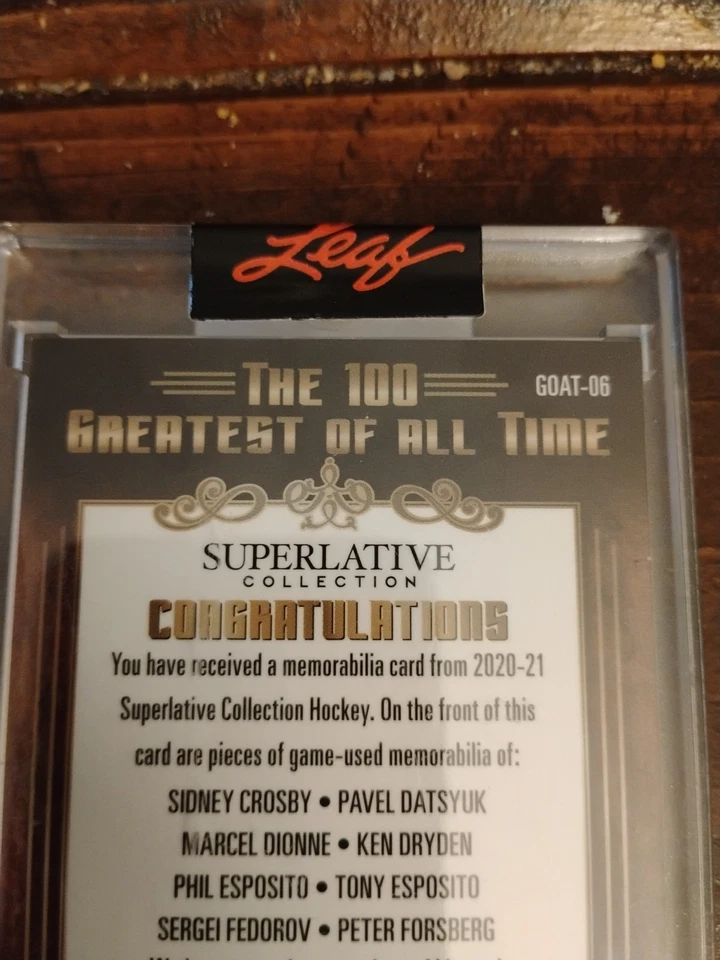 Leaf
THE 100
GOAT-06
GREATEST OF ALL TIME
SUPERLATIVE
COLLECTION
CONGRATULATIONS
You have received a memorabilia card from 2020-21
Superlative Collection Hockey. On the front of this
card are pieces of game-used memorabilia of:
SIDNEY CROSBY • PAVEL DATSYUK
MARCEL DIONNE • KEN DRYDEN
PHIL ESPOSITO • TONY ESPOSITO
SERGEI FEDOROV • PETER FORSBERG